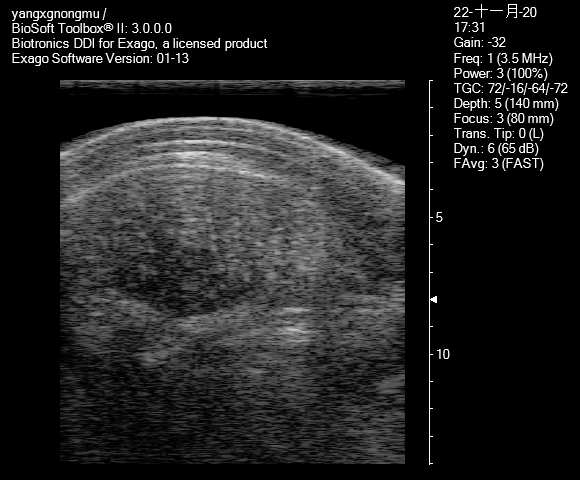 yangxgnongmu /
BioSoft Toolbox® II: 3.0.0.0
Biotronics DDI for Exago, a licensed product
Exago Software Version: 01-13
22-十一月-20
17:31
Gain: -32
Freq: 1 (3.5 MHz)
Power: 3 (100%)
TGC: 72/-16/-64/-72
Depth: 5 (140 mm)
Focus: 3 (80 mm)
Trans. Tip: 0 (L)
Dyn.: 6 (65 dB)
FAvg: 3 (FAST)
5
10